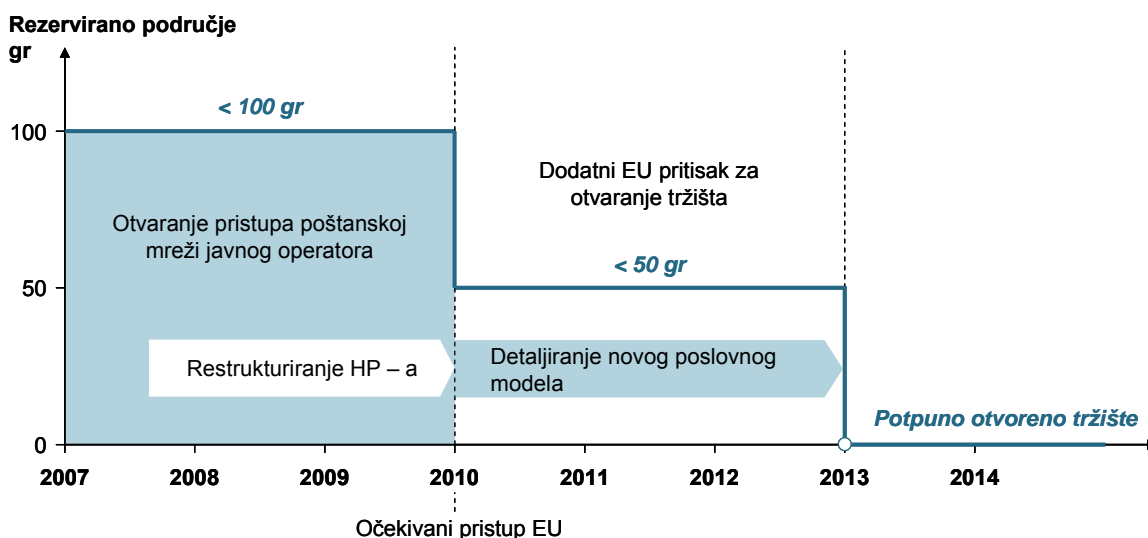 Rezervirano područje
gr
< 100 gr
100
Dodatni EU pritisak za
otvaranje tržišta
Otvaranje pristupa poštanskoj
mreži javnog operatora
< 50 gr
50
Restrukturiranje HP – a
Detaljiranje novog poslovnog
modela
Potpuno otvoreno tržište
0
2007 2008 2009 2010 2011 2012 2013 2014
Očekivani pristup EU